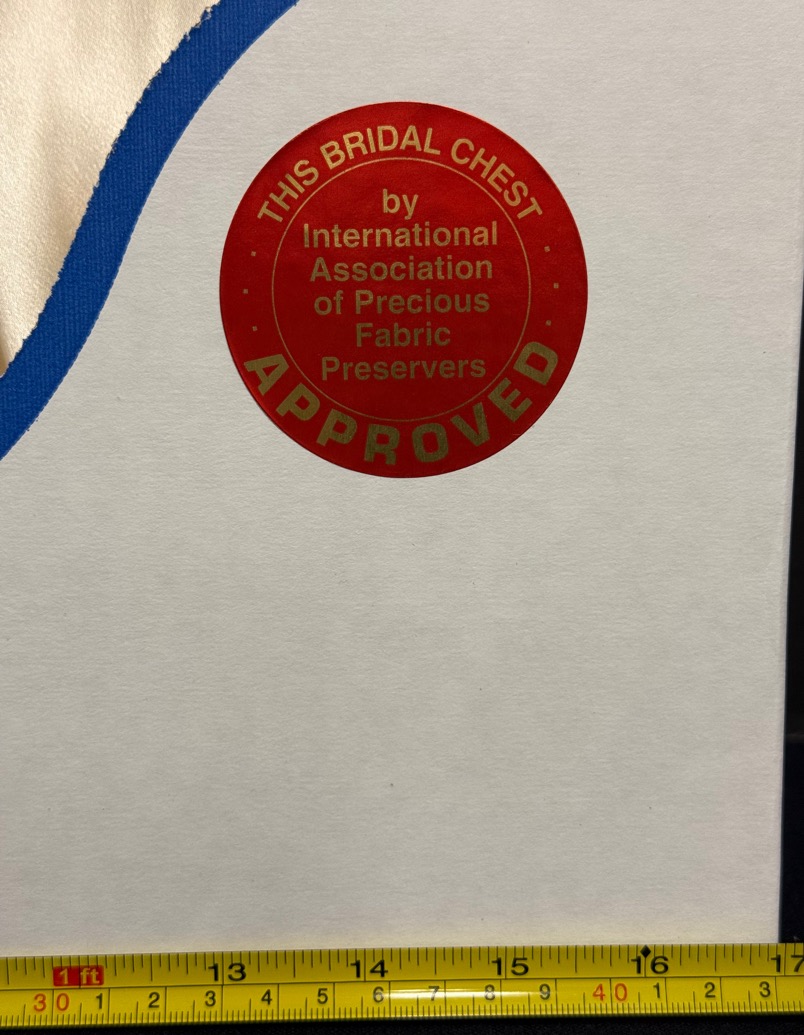 THIS BRIDAL CHEST
by
International
Association
of Precious
Fabric
Preservers
APPROVED
1 ft 13 14 15 16 17
30 1 2 3 4 5 6 7 8 9 40 1 2 3